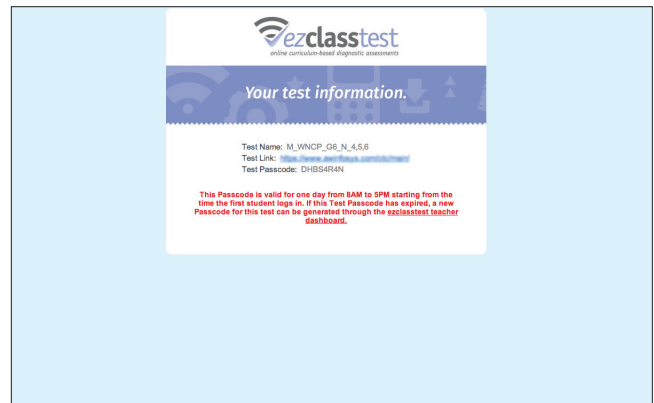 ezclasstest
online curriculum-based diagnostic assessments
Your test information.
Test Name: M_WNCP_G6_N_4,5,6
Test Link:
Test Passcode: DHBS4R4N
This Passcode is valid for one day from 8AM to 5PM starting from the
time the first student logs in. If this Test Passcode has expired, a new
Passcode for this test can be generated through the ezclasstest teacher
dashboard.